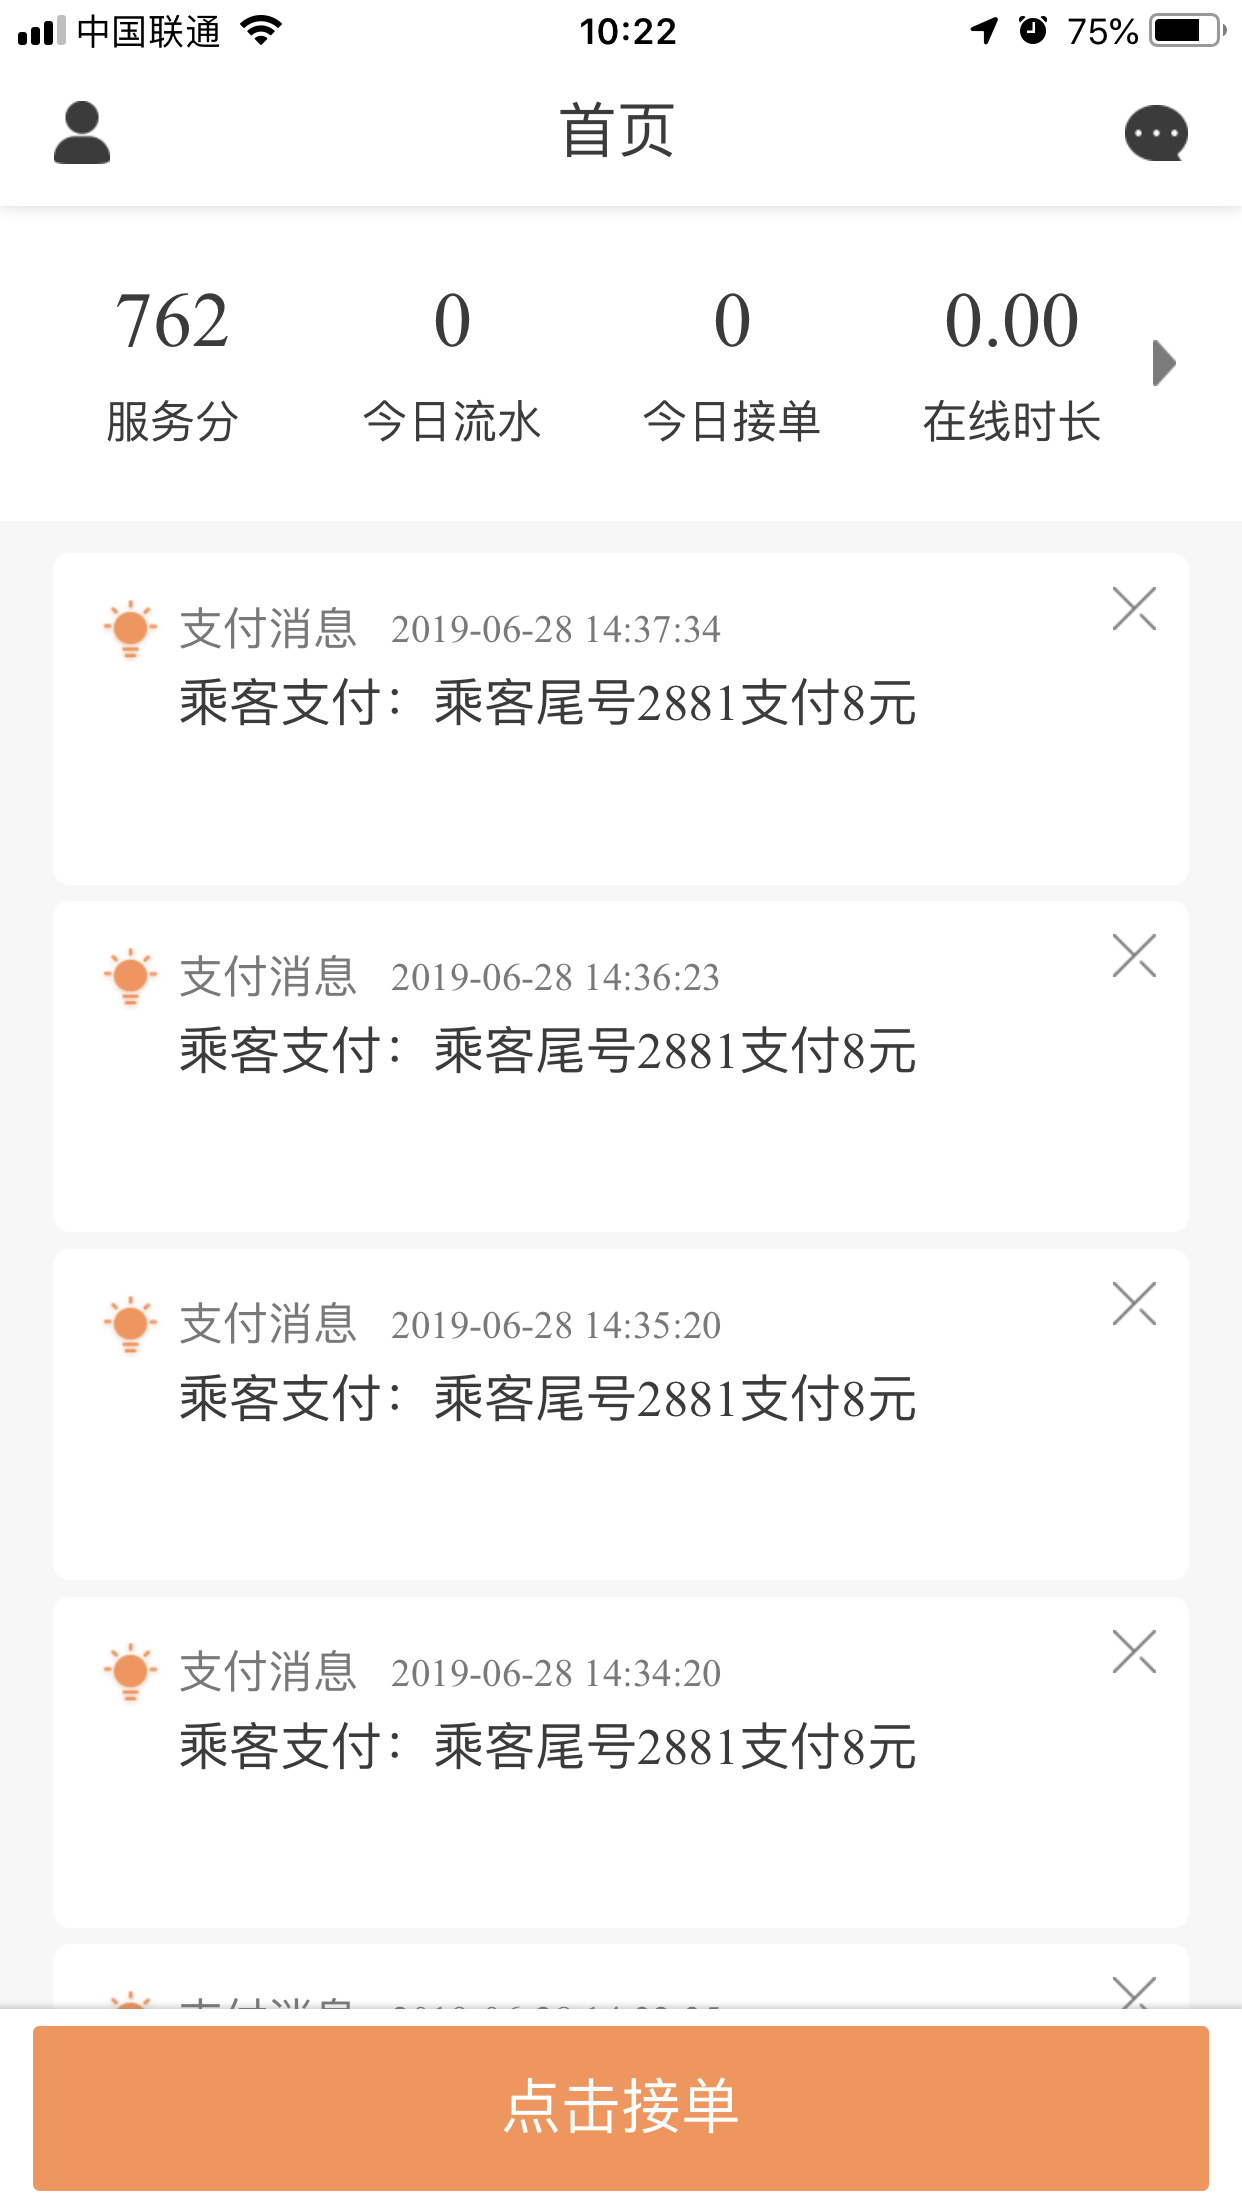 中国联通 10:22 75%
首页
762 0 0 0.00
服务分 今日流水 今日接单 在线时长
支付消息 2019-06-28 14:37:34
乘客支付：乘客尾号2881支付8元
支付消息 2019-06-28 14:36:23
乘客支付：乘客尾号2881支付8元
支付消息 2019-06-28 14:35:20
乘客支付：乘客尾号2881支付8元
支付消息 2019-06-28 14:34:20
乘客支付：乘客尾号2881支付8元
支付消息 2019-06-28
点击接单